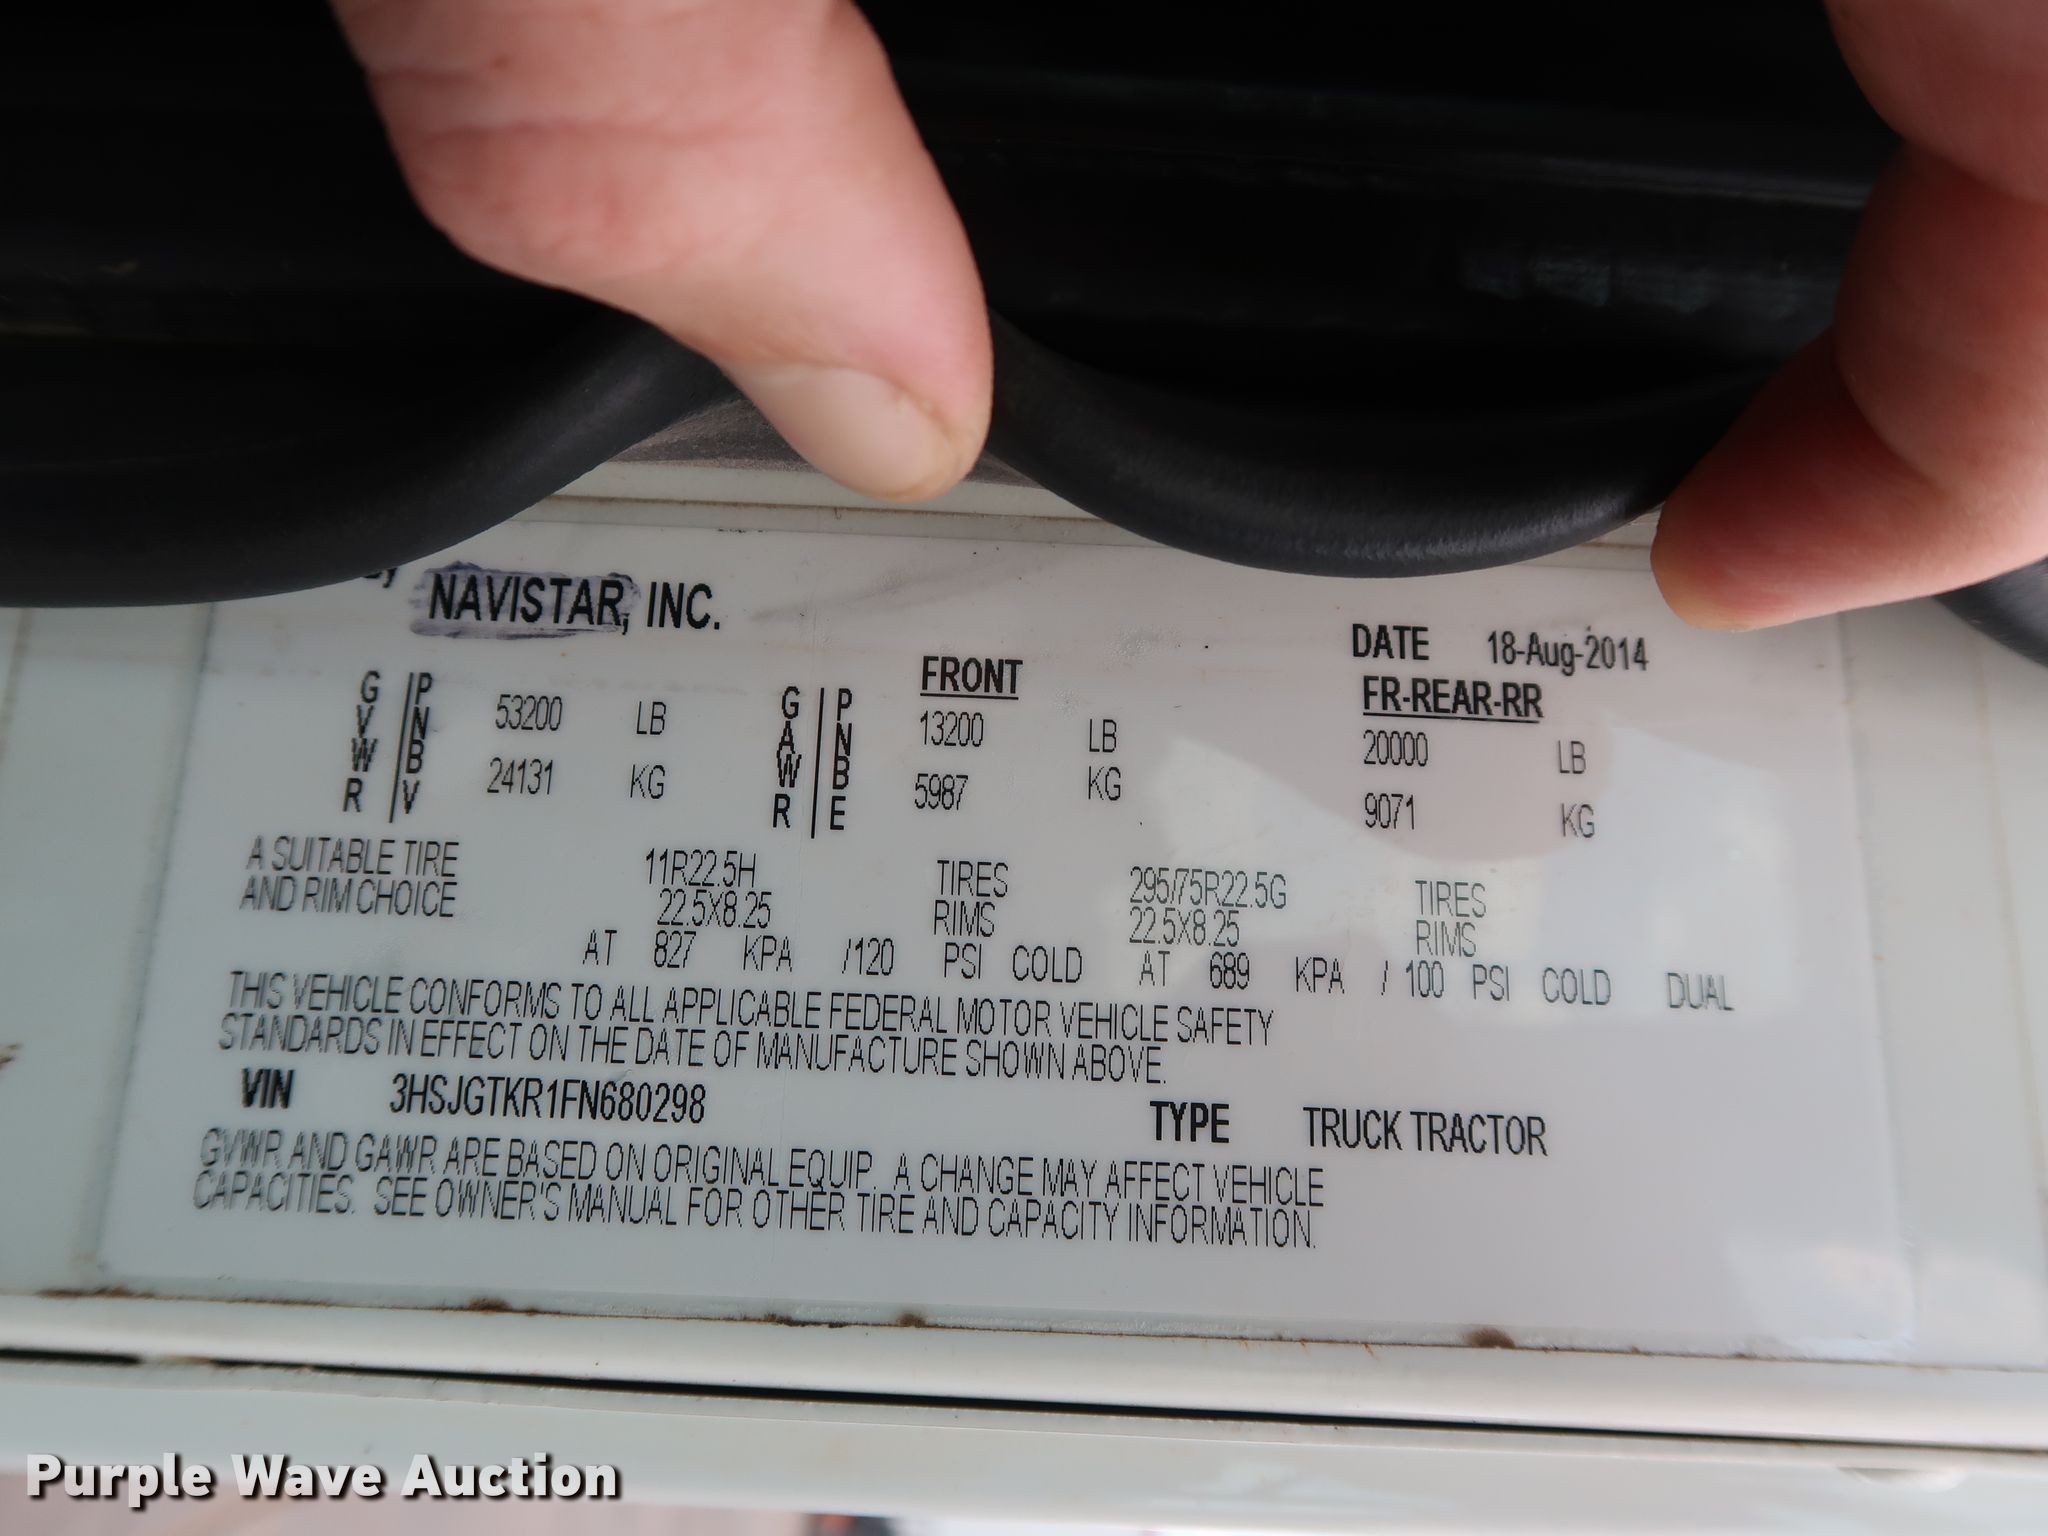 By NAVISTAR, INC.
DATE 18-Aug-2014
FRONT FR-REAR-RR
GVWR PNBV 53200 LB GAWR PNBE 13200 LB 20000 LB
24131 KG 5987 KG 9071 KG
A SUITABLE TIRE 11R22.5H TIRES 295/75R22.5G TIRES
AND RIM CHOICE 22.5X8.25 RIMS 22.5X8.25 RIMS
AT 827 KPA /120 PSI COLD AT 689 KPA / 100 PSI COLD DUAL
THIS VEHICLE CONFORMS TO ALL APPLICABLE FEDERAL MOTOR VEHICLE SAFETY
STANDARDS IN EFFECT ON THE DATE OF MANUFACTURE SHOWN ABOVE.
VIN 3HSJGTKR1FN680298 TYPE TRUCK TRACTOR
GVWR AND GAWR ARE BASED ON ORIGINAL EQUIP. A CHANGE MAY AFFECT VEHICLE
CAPACITIES. SEE OWNER'S MANUAL FOR OTHER TIRE AND CAPACITY INFORMATION.
Purple Wave Auction